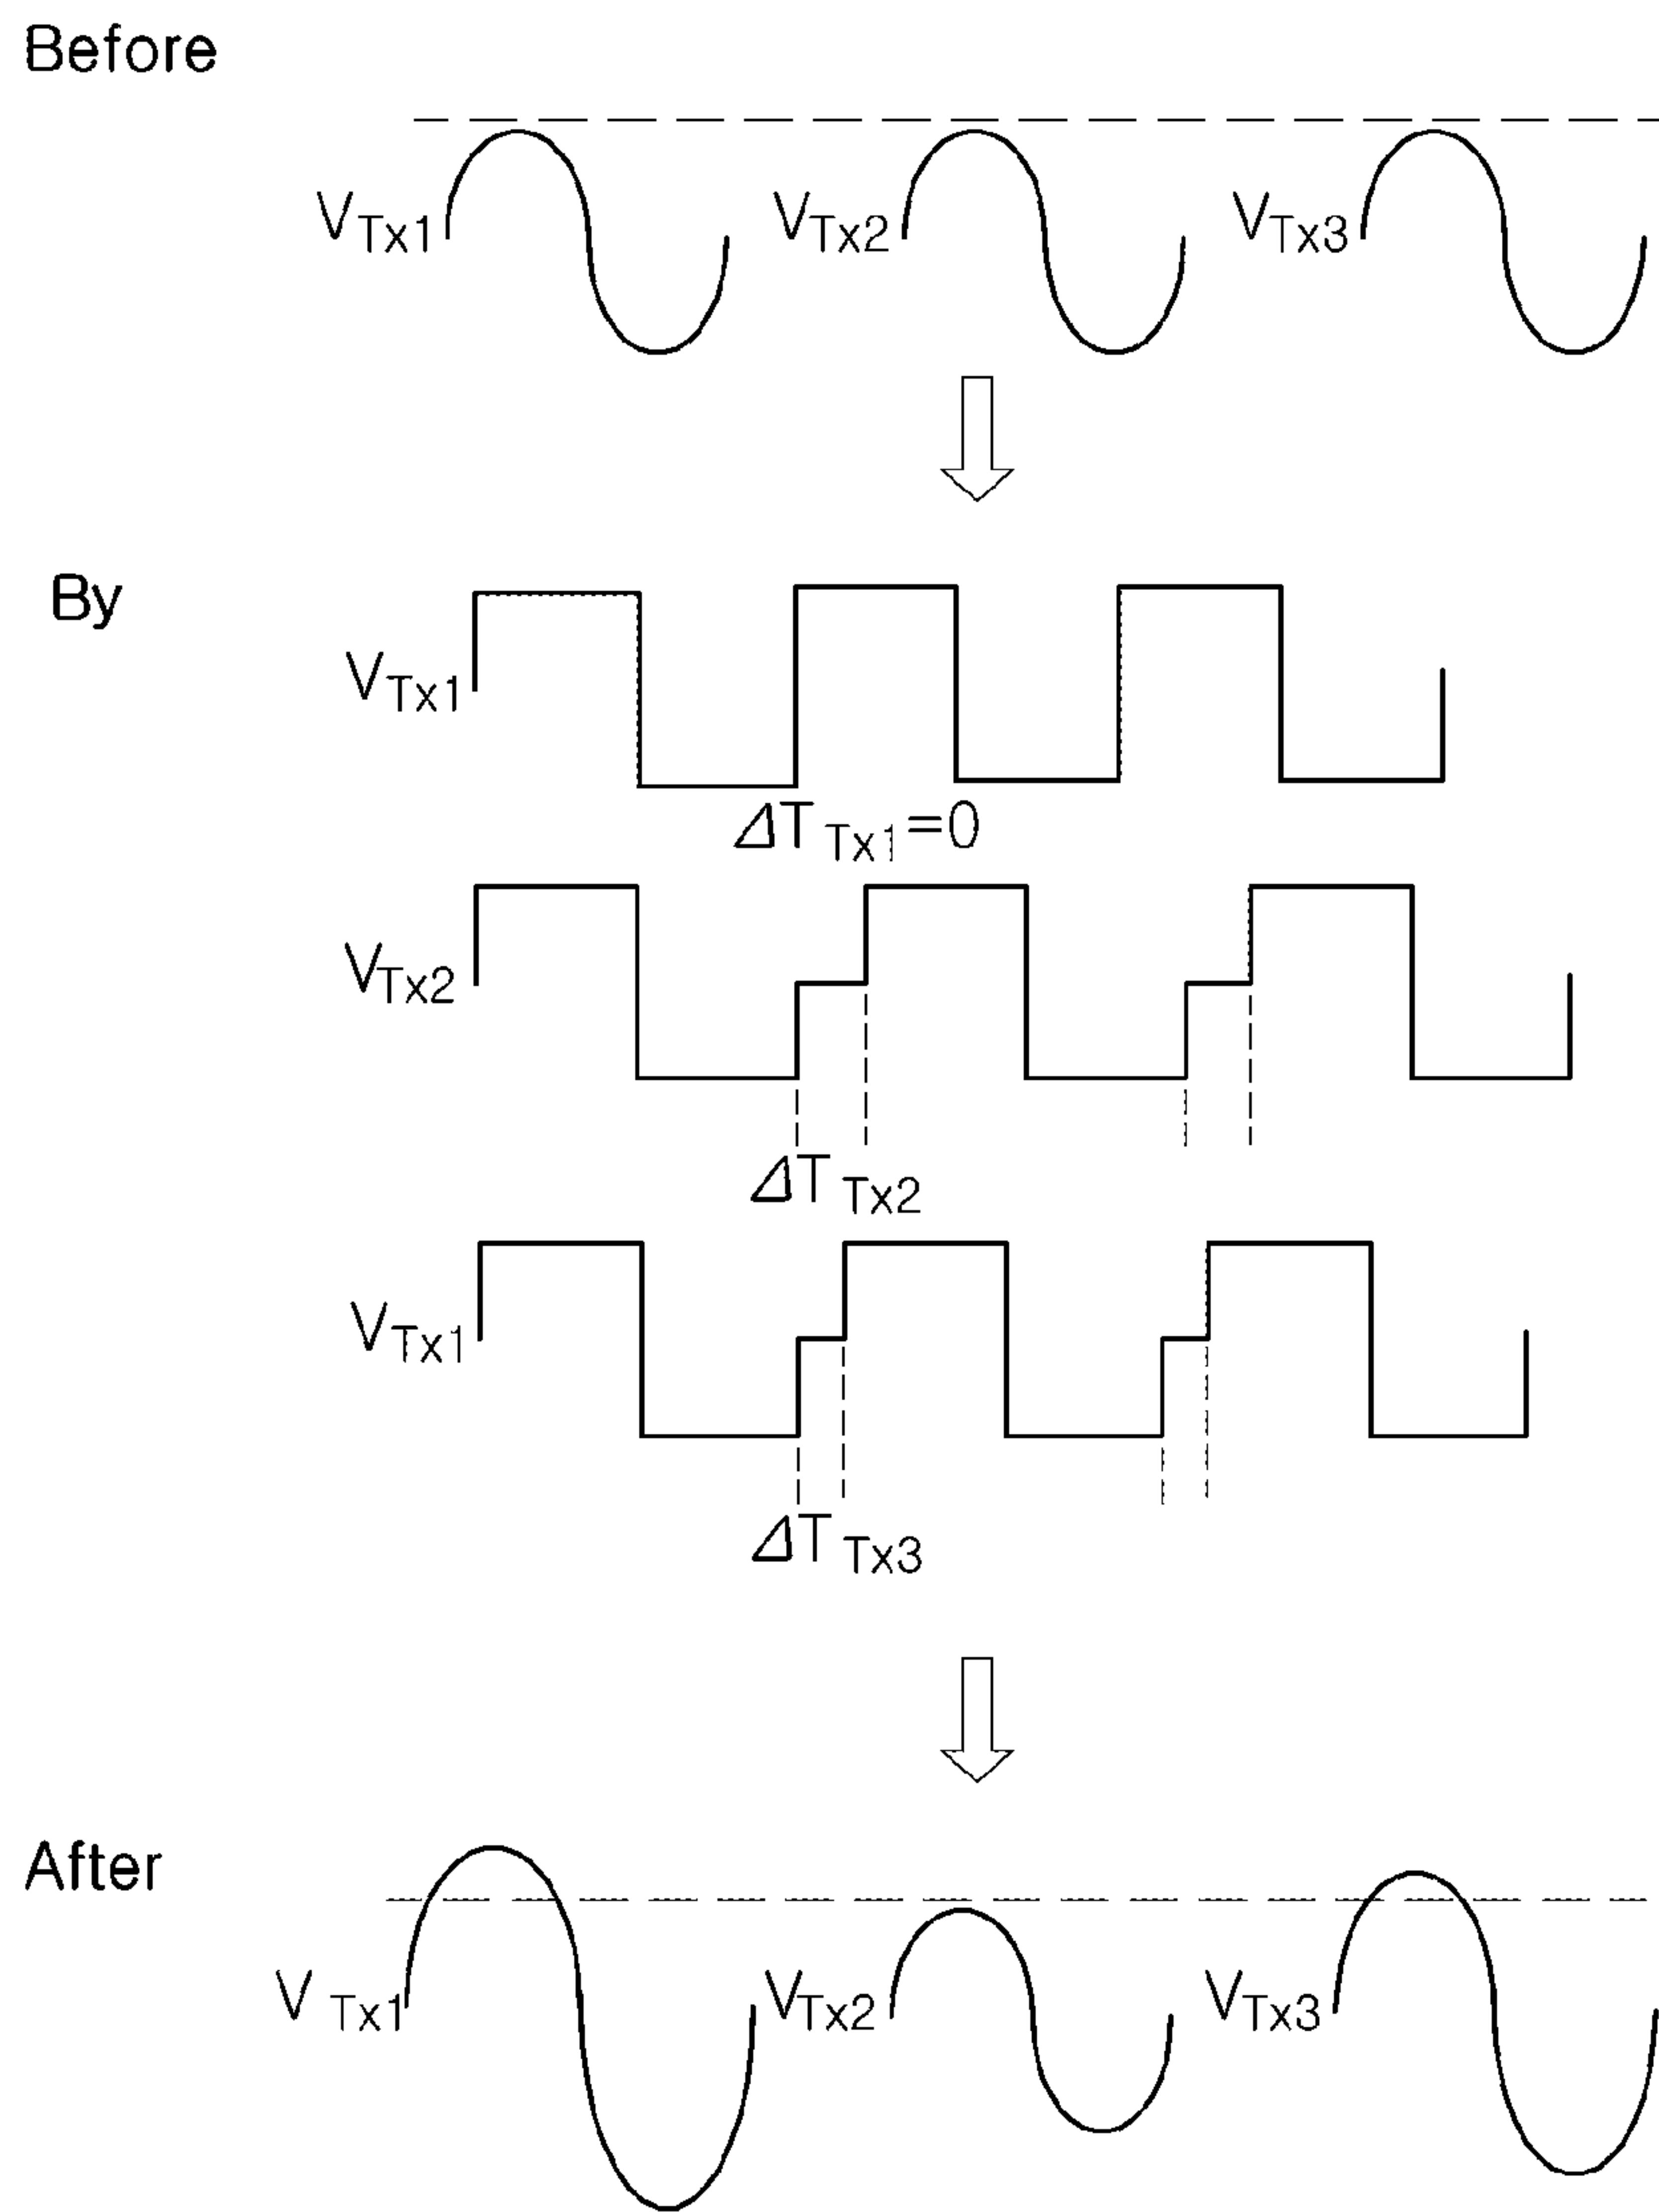 Before
VTx1 VTx2 VTx3
By
VTx1
ΔTTx1=0
VTx2
ΔTTx2
VTx1
ΔTTx3
After
VTx1 VTx2 VTx3